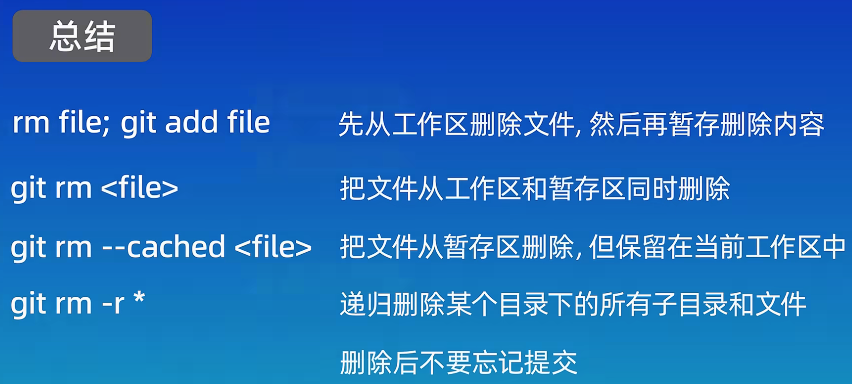 总结
rm file; git add file 先从工作区删除文件, 然后再暂存删除内容
git rm <file> 把文件从工作区和暂存区同时删除
git rm --cached <file> 把文件从暂存区删除, 但保留在当前工作区中
git rm -r * 递归删除某个目录下的所有子目录和文件
删除后不要忘记提交